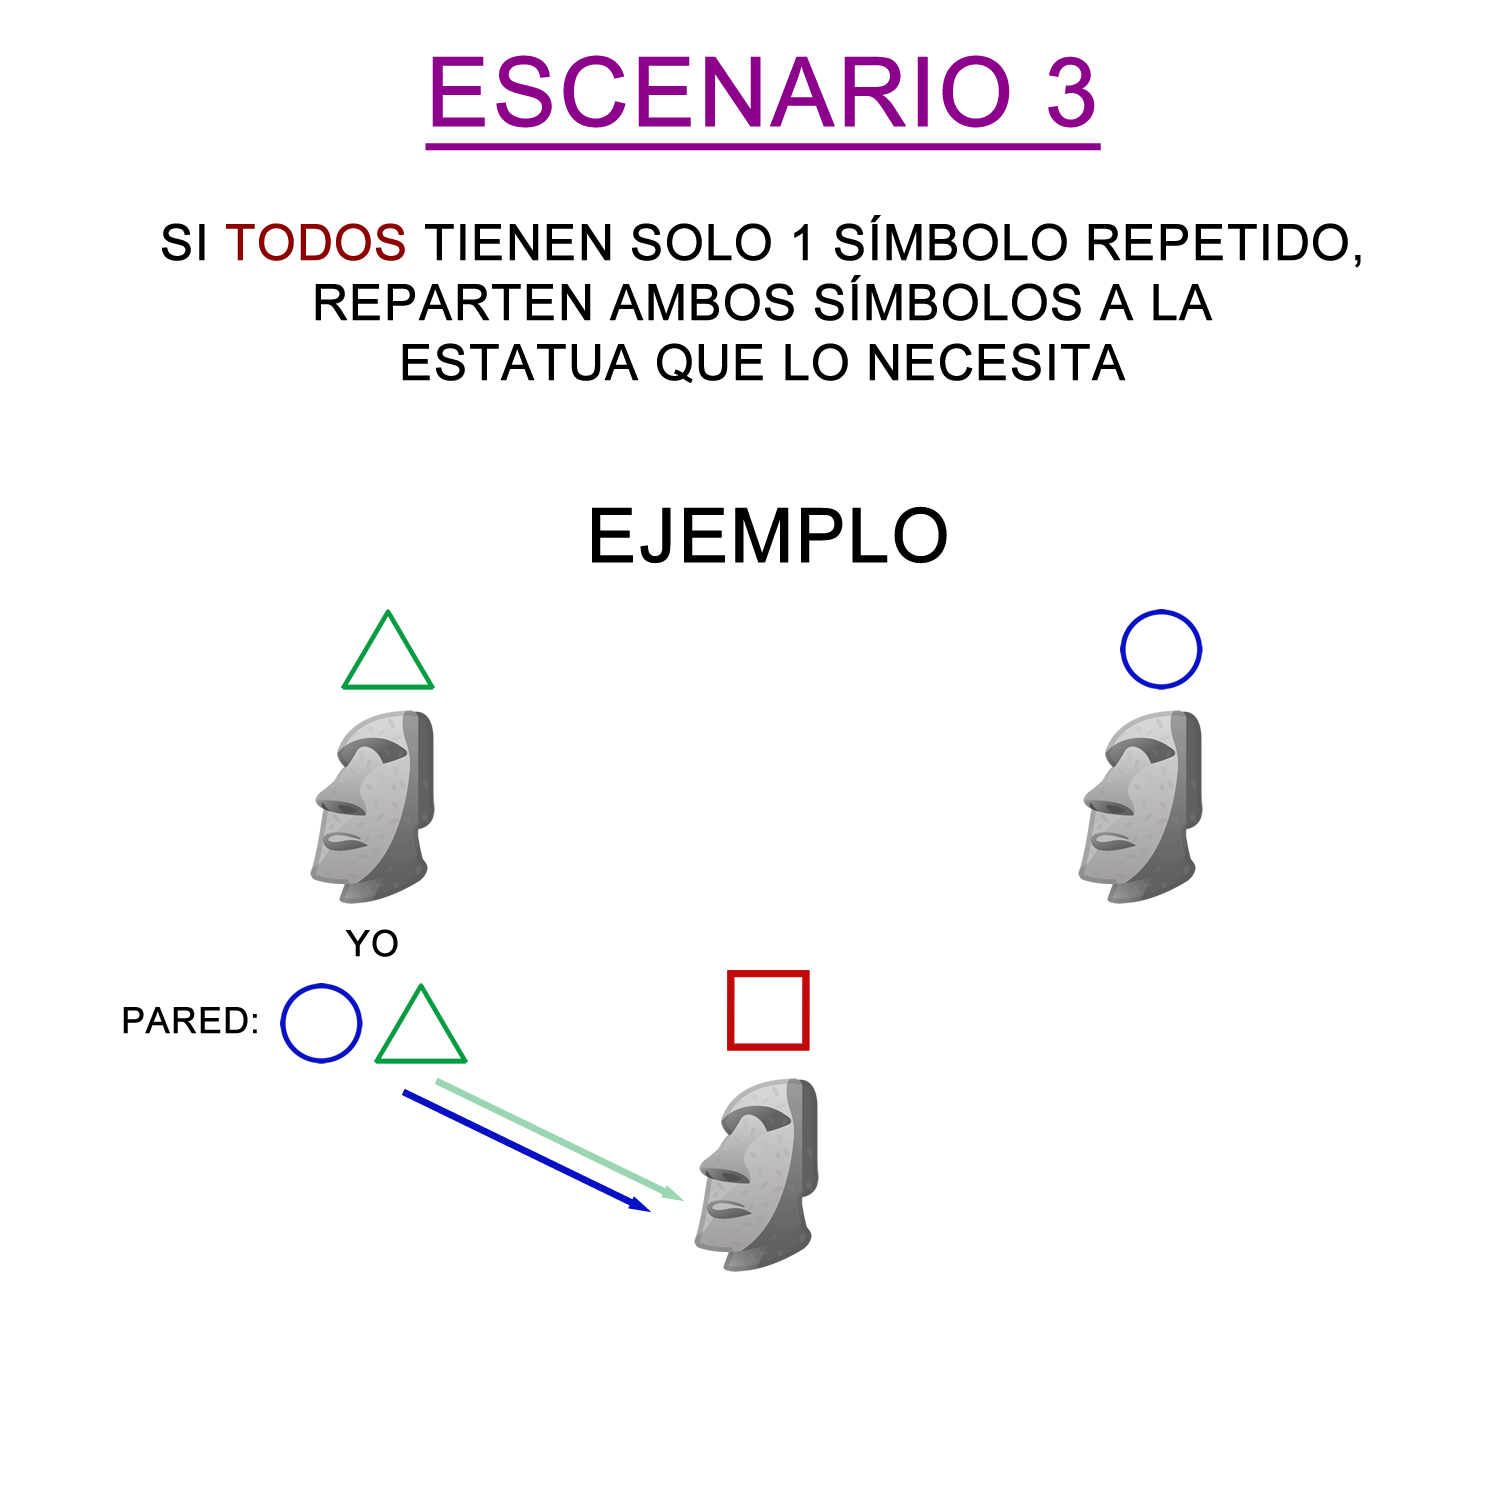 ESCENARIO 3
SI TODOS TIENEN SOLO 1 SÍMBOLO REPETIDO,
REPARTEN AMBOS SÍMBOLOS A LA
ESTATUA QUE LO NECESITA
EJEMPLO
YO
PARED: